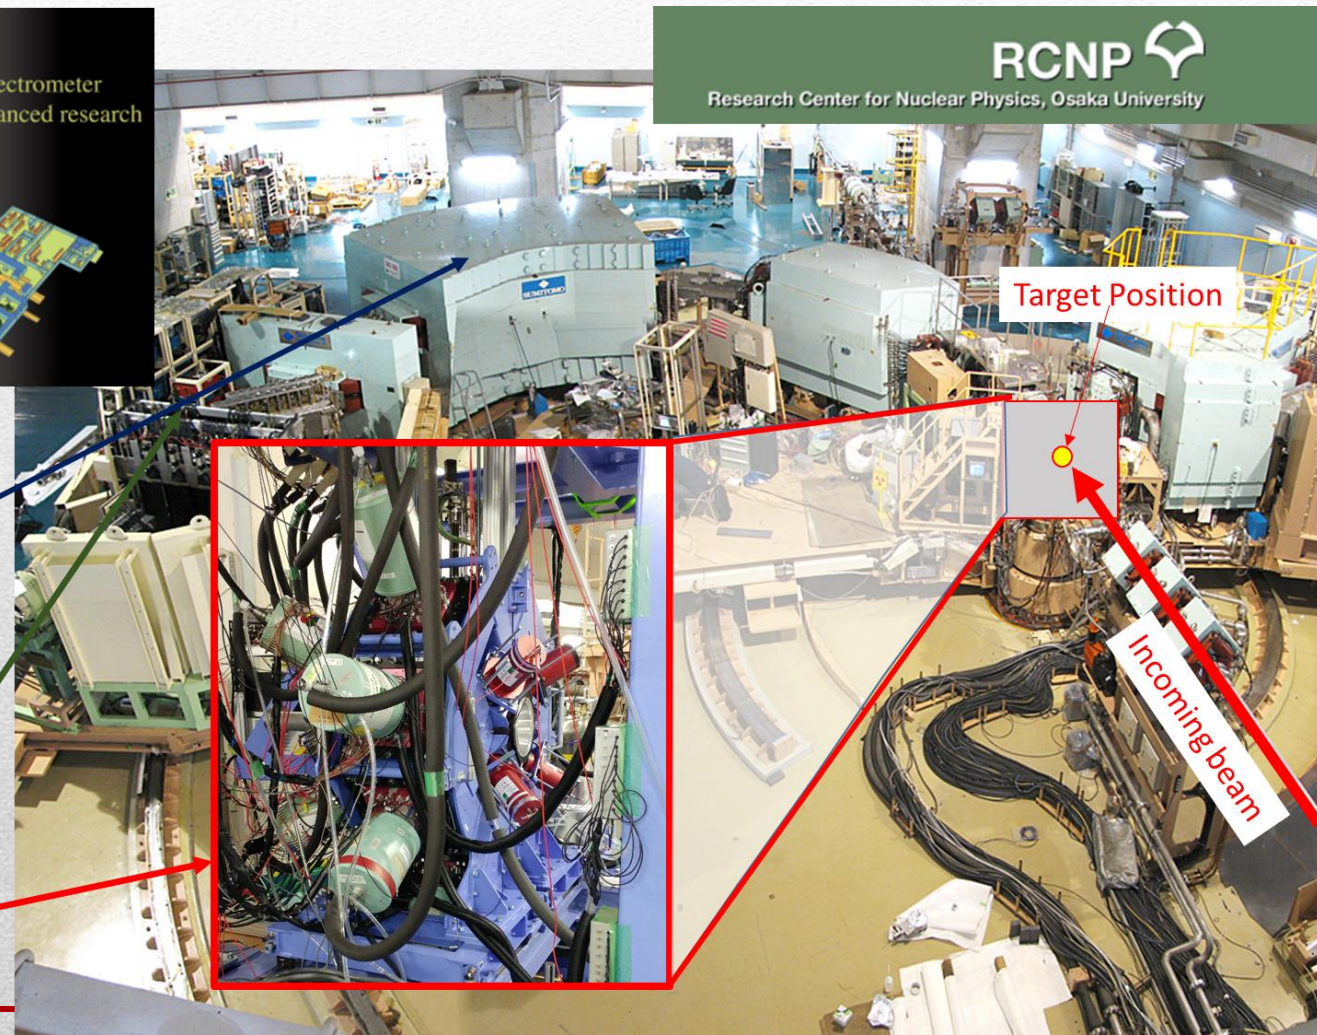 ectrometer
anced research
RCNP
Research Center for Nuclear Physics, Osaka University
SUMITOMO
Target Position
Incoming beam